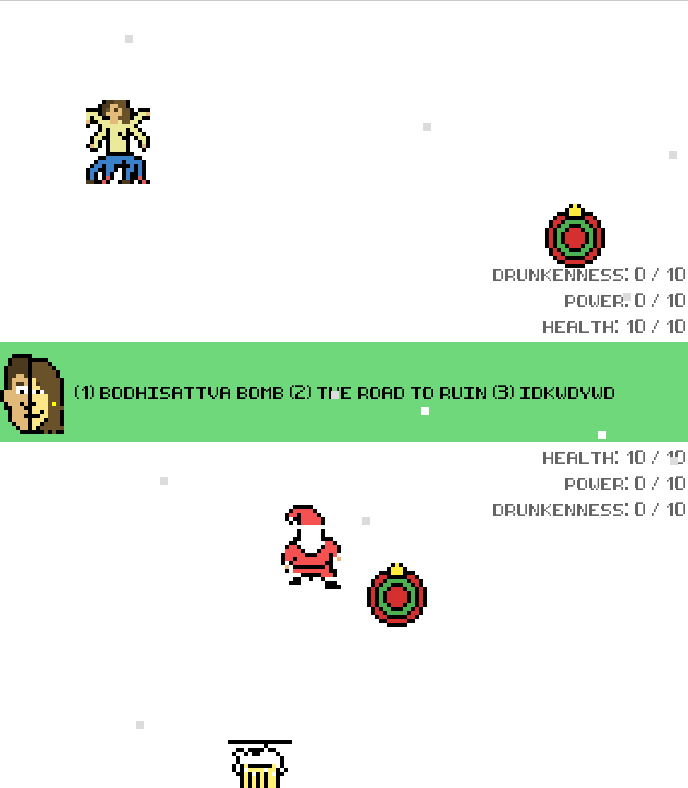 DRUNKENNESS: 0 / 10
POWER: 0 / 10
HEALTH: 10 / 10
(1) BODHISATTVA BOMB (2) THE ROAD TO RUIN (3) IDKWDYWD
HEALTH: 10 / 10
POWER: 0 / 10
DRUNKENNESS: 0 / 10